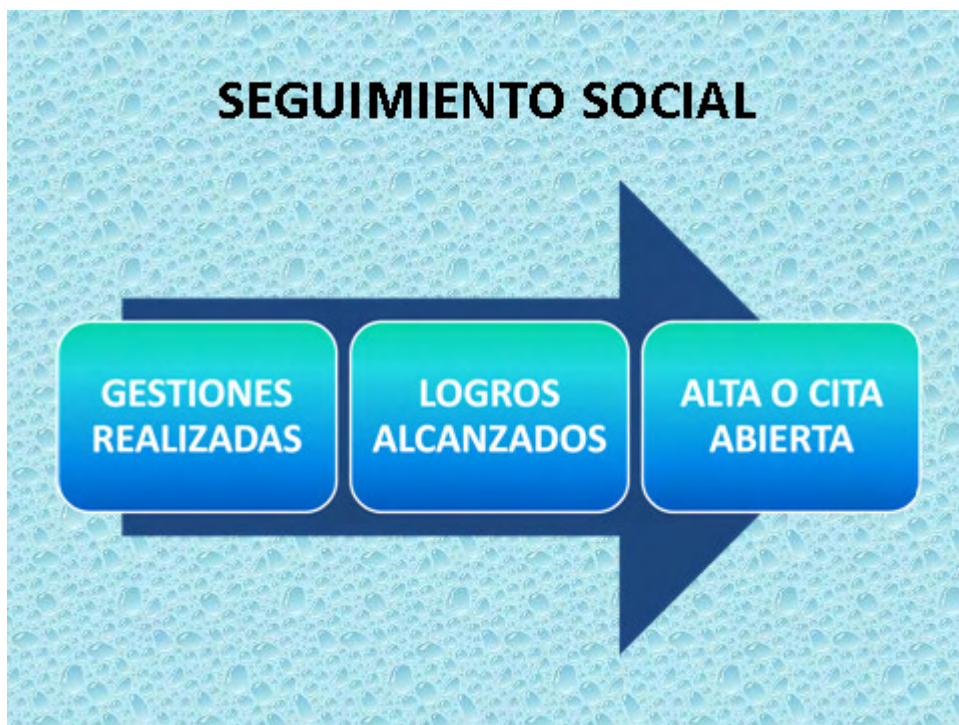 SEGUIMIENTO SOCIAL
GESTIONES
REALIZADAS
LOGROS
ALCANZADOS
ALTA O CITA
ABIERTA